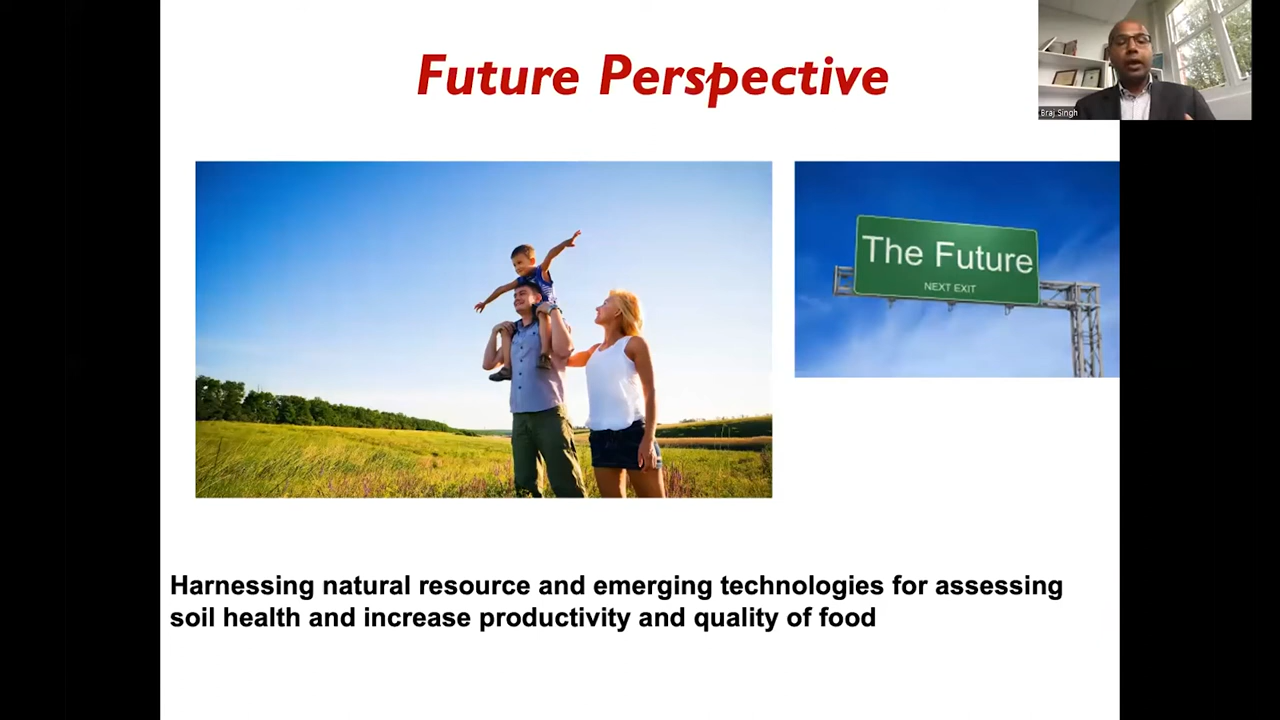 Future Perspective
Braj Singh
The Future
NEXT EXIT
Harnessing natural resource and emerging technologies for assessing
soil health and increase productivity and quality of food